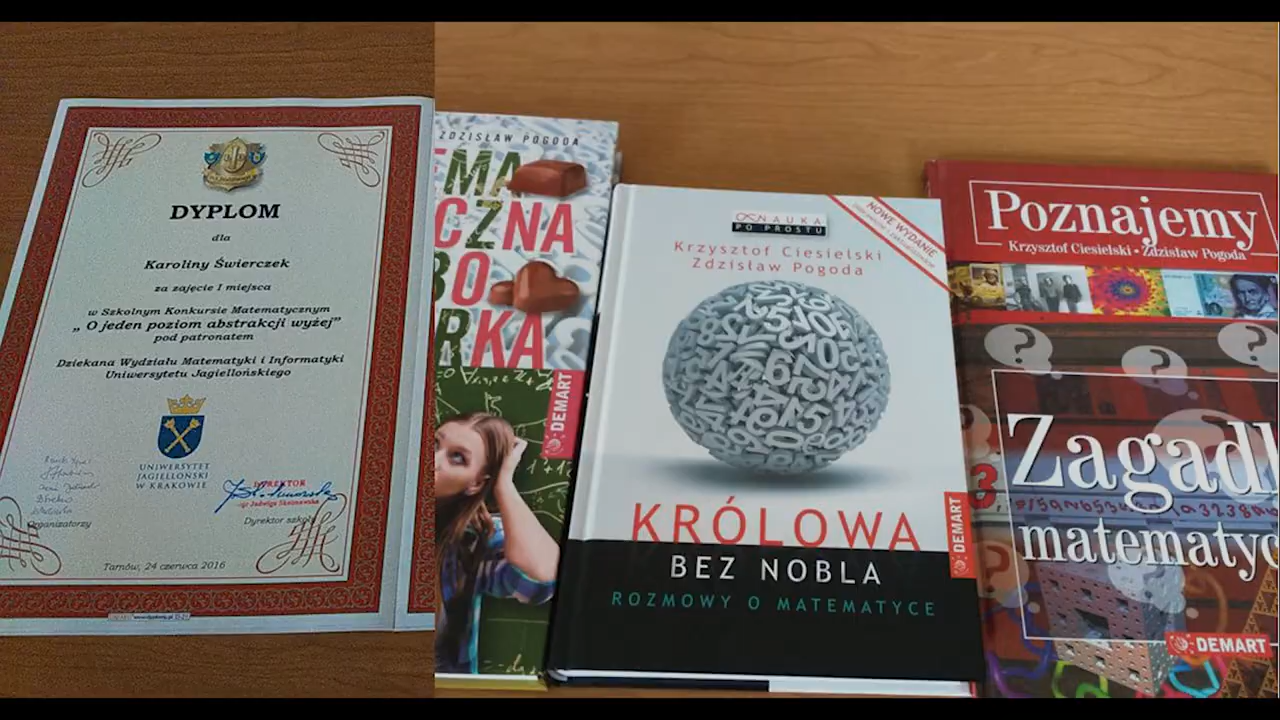 DYPLOM
dla
Karoliny Świerczek
za zajęcie I miejsca
w Szkolnym Konkursie Matematycznym
„ O jeden poziom abstrakcji wyżej”
pod patronatem
Dziekana Wydziału Matematyki i Informatyki
Uniwersytetu Jagiellońskiego
UNIWERSYTET
JAGIELLOŃSKI
W KRAKOWIE
Organizatorzy
DYREKTOR
Dyrektor szkoły
Tarnów, 24 czerwca 2016
ZDZISŁAW POGODA
MA
CZNA
BO
RKA
DEMART
NAUKA
PO PROSTU
NOWE WYDANIE
Krzysztof Ciesielski
Zdzisław Pogoda
KRÓLOWA
BEZ NOBLA
ROZMOWY O MATEMATYCE
DEMART
Poznajemy
Krzysztof Ciesielski • Zdzisław Pogoda
Zagadk
matematyc
DEMART